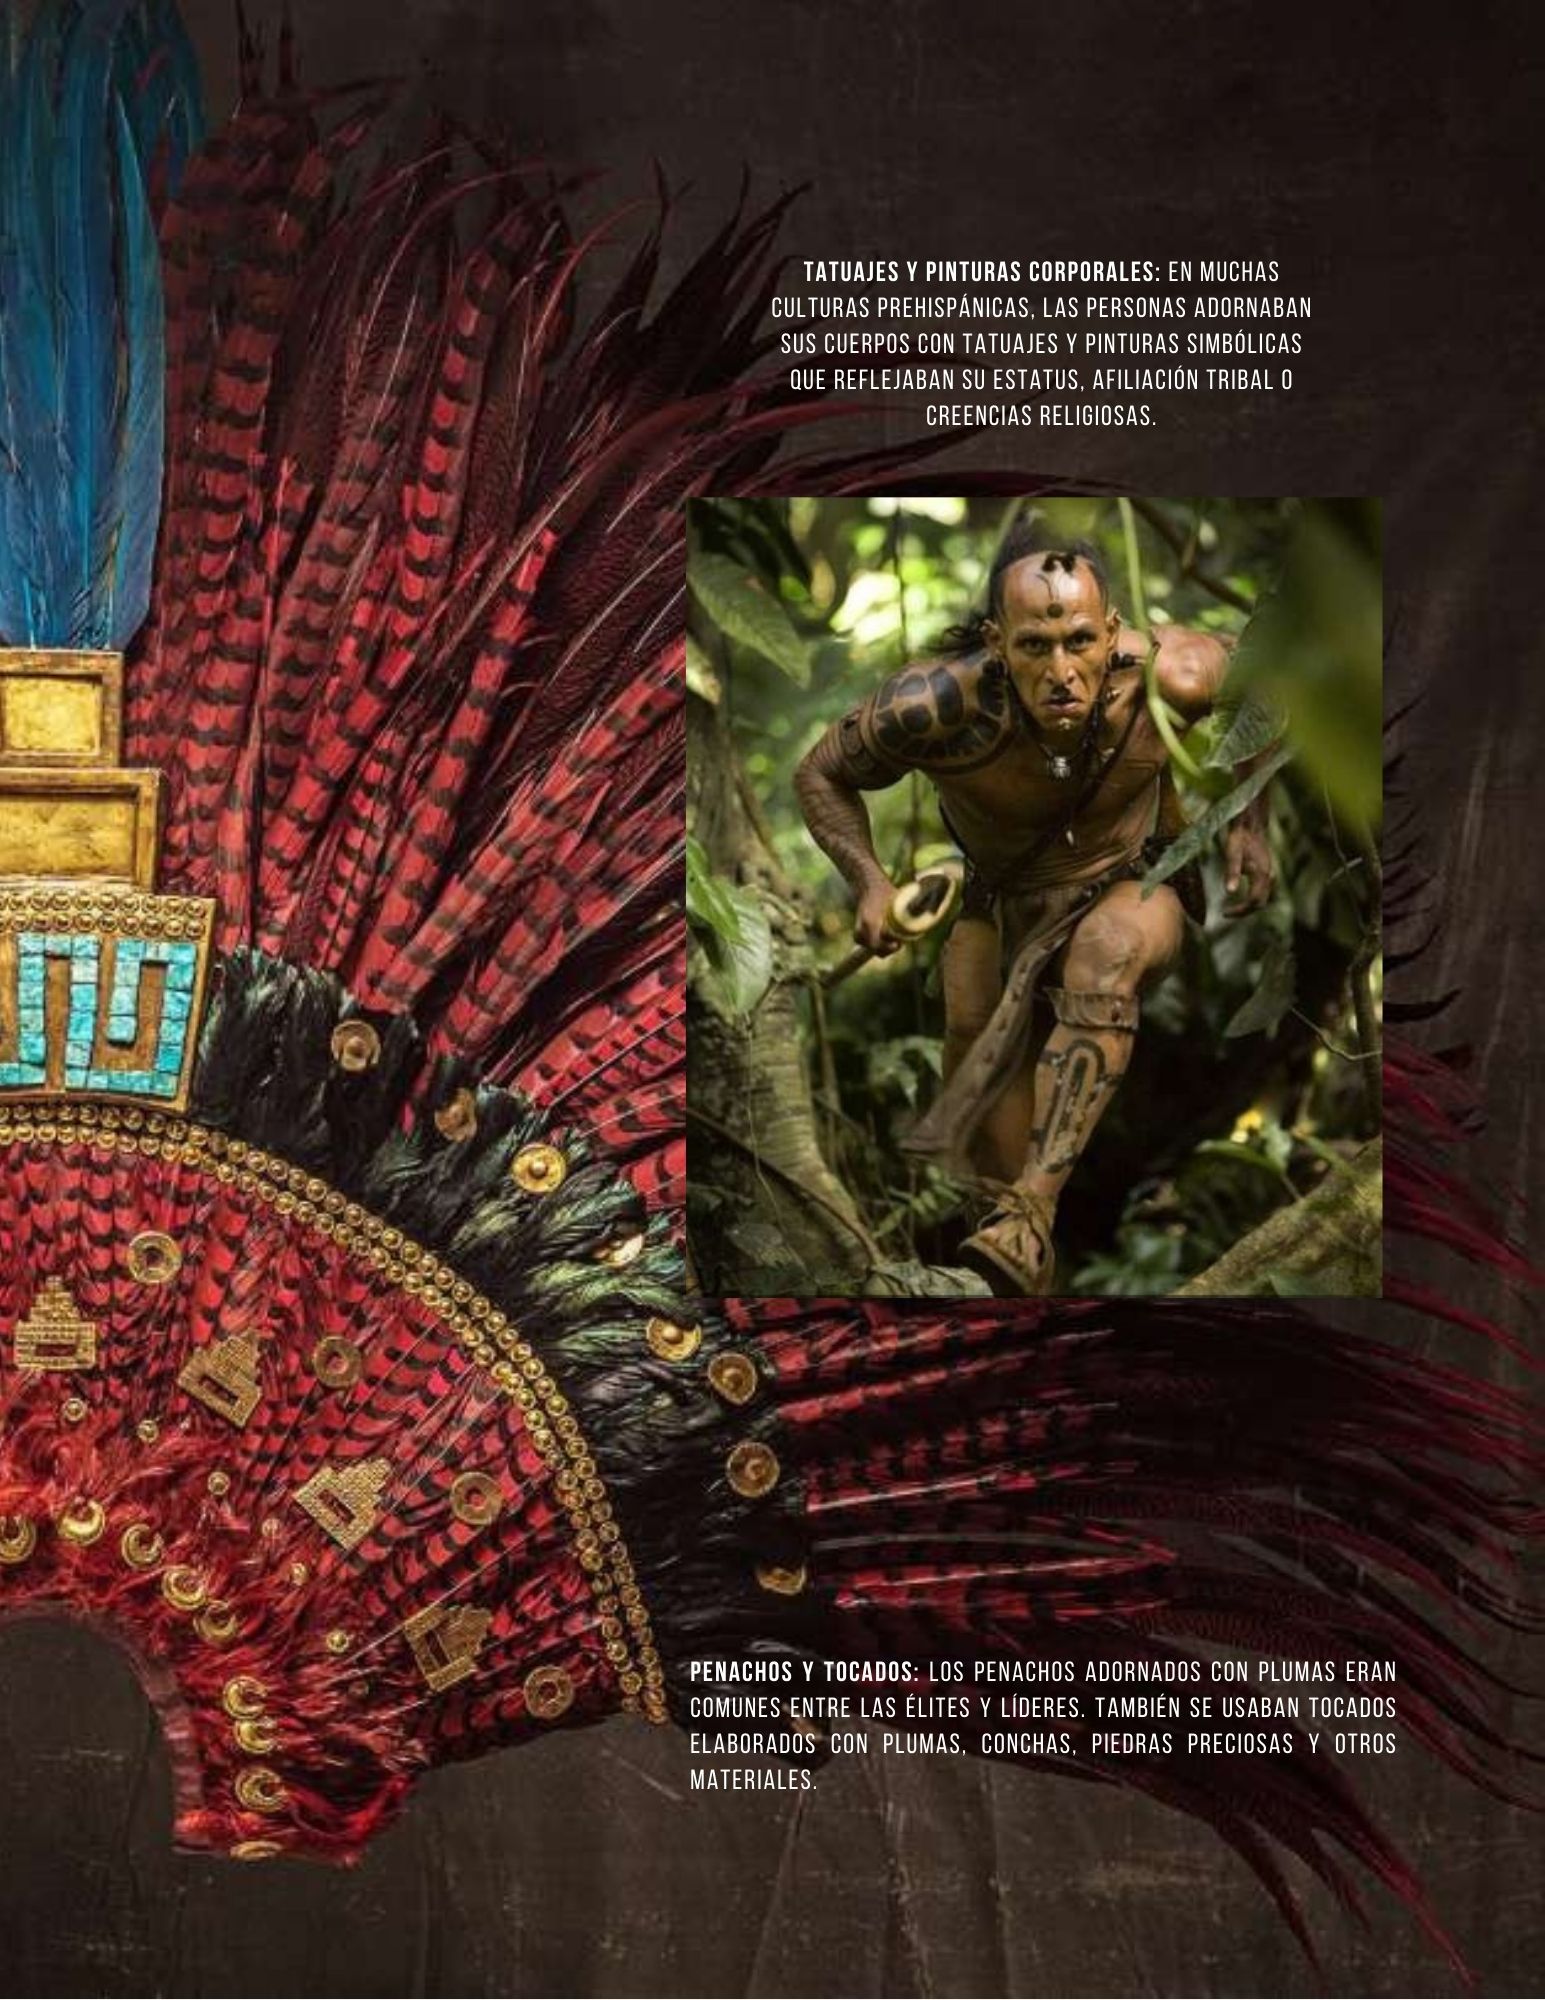 TATUAJES Y PINTURAS CORPORALES: EN MUCHAS
CULTURAS PREHISPÁNICAS, LAS PERSONAS ADORNABAN
SUS CUERPOS CON TATUAJES Y PINTURAS SIMBÓLICAS
QUE REFLEJABAN SU ESTATUS, AFILIACIÓN TRIBAL O
CREENCIAS RELIGIOSAS.
PENACHOS Y TOCADOS: LOS PENACHOS ADORNADOS CON PLUMAS ERAN
COMUNES ENTRE LAS ÉLITES Y LÍDERES. TAMBIÉN SE USABAN TOCADOS
ELABORADOS CON PLUMAS, CONCHAS, PIEDRAS PRECIOSAS Y OTROS
MATERIALES.